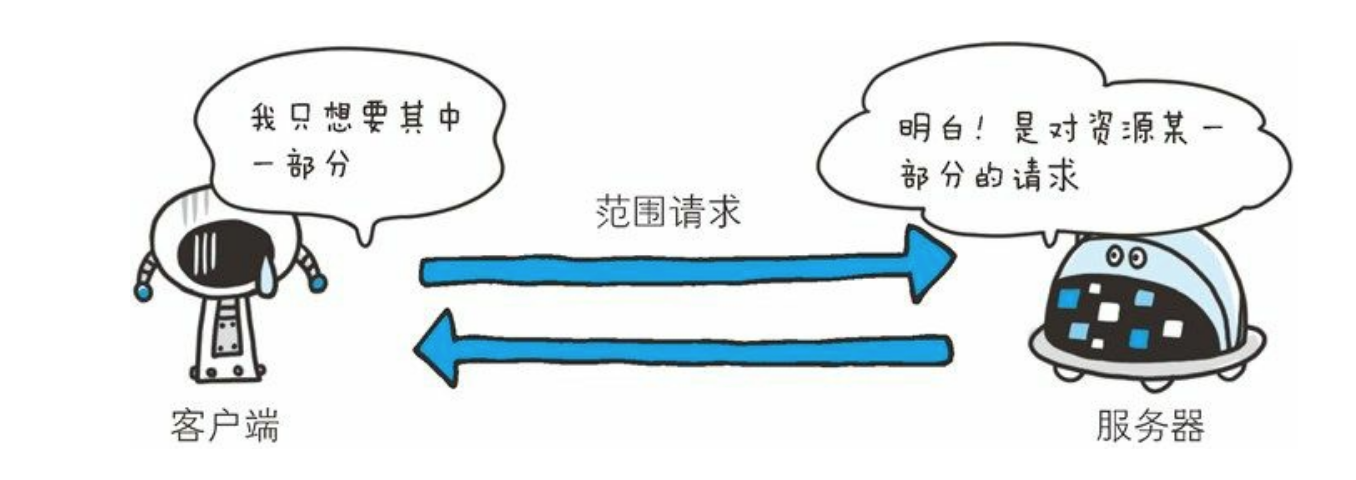 我只想要其中
一部分
明白！是对资源某一
部分的请求
范围请求
客户端
服务器